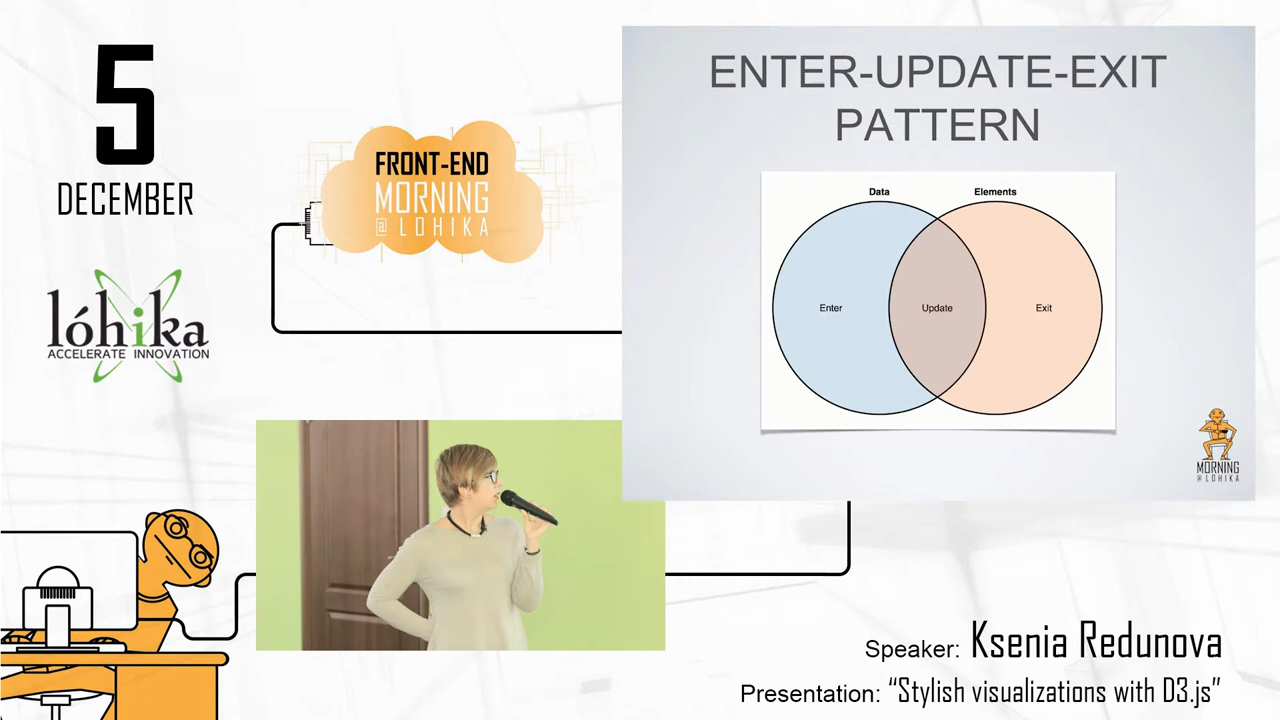 5
DECEMBER
lóhika
ACCELERATE INNOVATION
FRONT-END
MORNING
@ LOHIKA
ENTER-UPDATE-EXIT
PATTERN
Data
Elements
Enter
Update
Exit
MORNING
@ LOHIKA
Speaker: Ksenia Redunova
Presentation: “Stylish visualizations with D3.js”